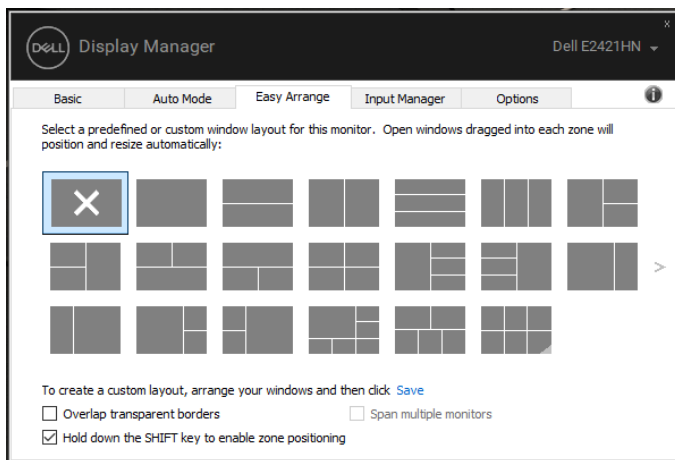 DELL Display Manager
Dell E2421HN
x
Basic Auto Mode Easy Arrange Input Manager Options
Select a predefined or custom window layout for this monitor. Open windows dragged into each zone will
position and resize automatically:
To create a custom layout, arrange your windows and then click Save
Overlap transparent borders Span multiple monitors
Hold down the SHIFT key to enable zone positioning